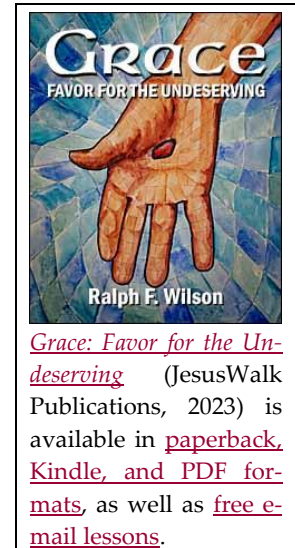 GRACE
FAVOR FOR THE UNDESERVING
Ralph F. Wilson
Grace: Favor for the Un-
deserving (JesusWalk
Publications, 2023) is
available in paperback,
Kindle, and PDF for-
mats, as well as free e-
mail lessons.